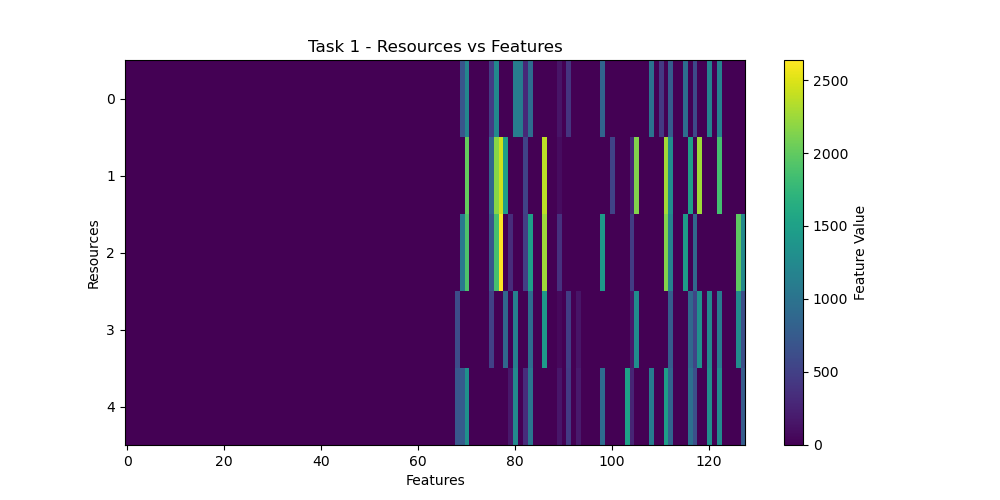 Task 1 - Resources vs Features
0
1
2
3
4
Resources
0 20 40 60 80 100 120
Features
2500
2000
1500
1000
500
0
Feature Value